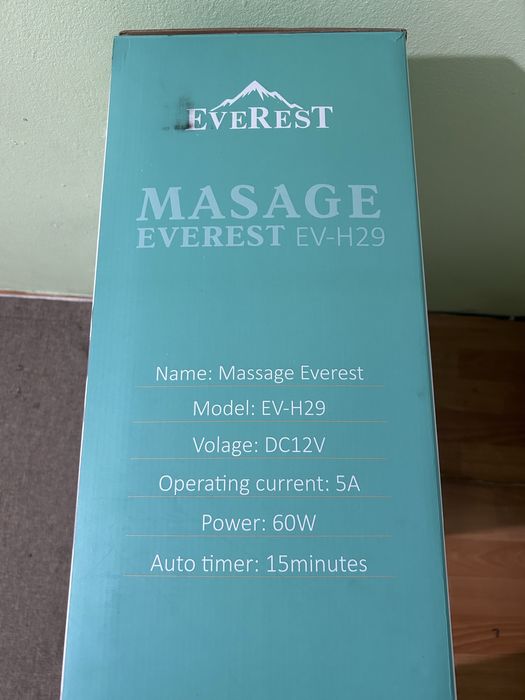 EVEREST
MASAGE
EVEREST EV-H29
Name: Massage Everest
Model: EV-H29
Volage: DC12V
Operating current: 5A
Power: 60W
Auto timer: 15minutes